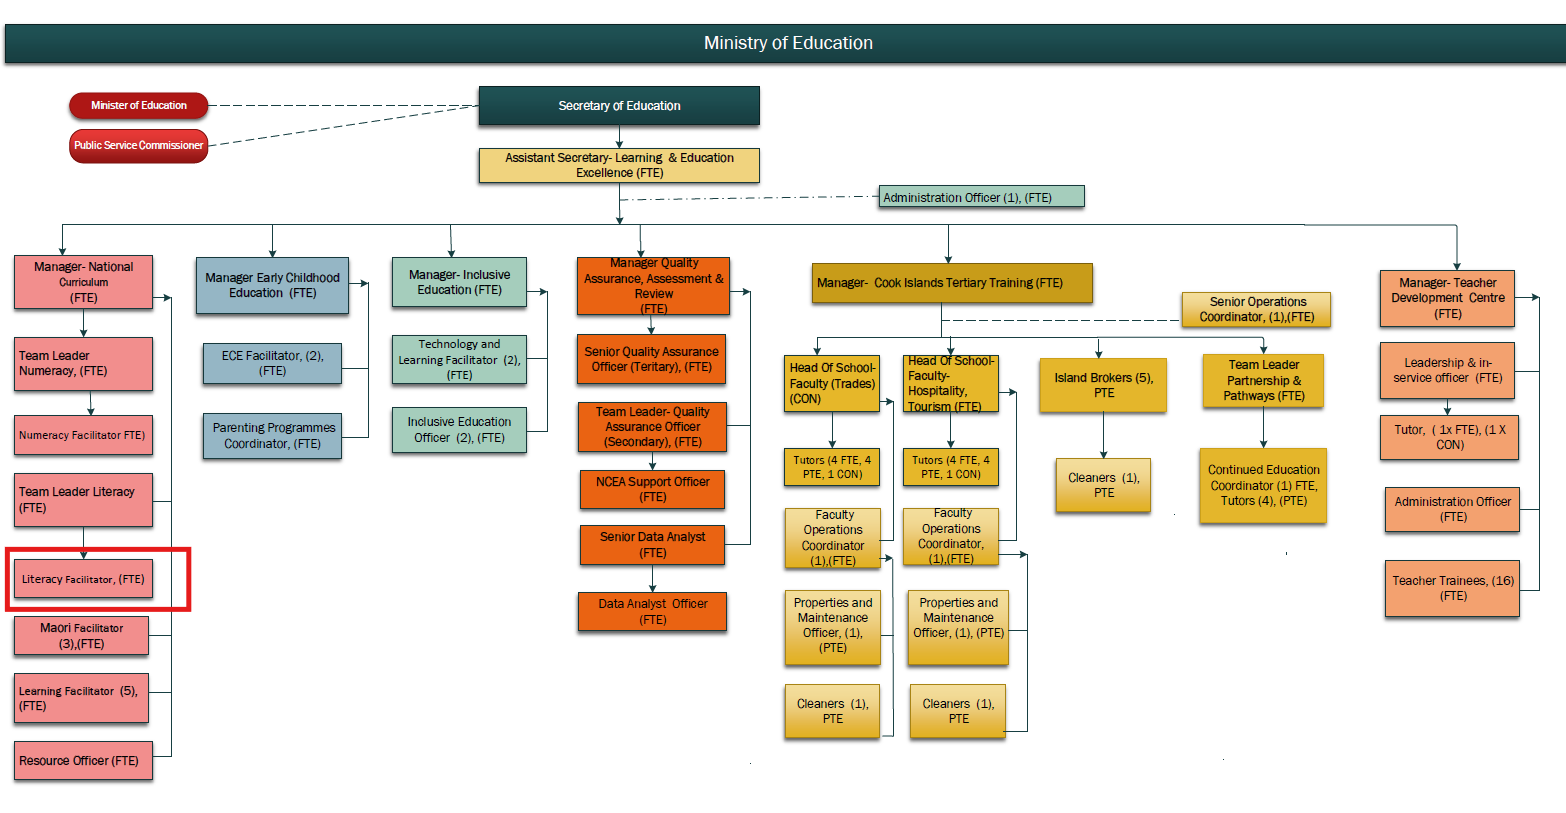 Ministry of Education
Minister of Education
Secretary of Education
Public Service Commissioner
Assistant Secretary- Learning & Education
Excellence (FTE)
Administration Officer (1), (FTE)
Manager- National
Curriculum
(FTE)
Team Leader
Numeracy, (FTE)
Numeracy Facilitator FTE)
Team Leader Literacy
(FTE)
Literacy Facilitator, (FTE)
Maori Facilitator
(3),(FTE)
Learning Facilitator (5),
(FTE)
Resource Officer (FTE)
Manager Early Childhood
Education (FTE)
ECE Facilitator, (2),
(FTE)
Parenting Programmes
Coordinator, (FTE)
Manager- Inclusive
Education (FTE)
Technology and
Learning Facilitator (2),
(FTE)
Inclusive Education
Officer (2), (FTE)
Manager Quality
Assurance, Assessment &
Review
(FTE)
Senior Quality Assurance
Officer (Teritary), (FTE)
Team Leader- Quality
Assurance Officer
(Secondary), (FTE)
NCEA Support Officer
(FTE)
Senior Data Analyst
(FTE)
Data Analyst Officer
(FTE)
Manager- Cook Islands Tertiary Training (FTE)
Senior Operations
Coordinator, (1),(FTE)
Head Of School-
Faculty (Trades)
(CON)
Tutors (4 FTE, 4
PTE, 1 CON)
Faculty
Operations
Coordinator
(1),(FTE)
Properties and
Maintenance
Officer, (1),
(PTE)
Cleaners (1),
PTE
Head Of School-
Faculty-
Hospitality,
Tourism (FTE)
Tutors (4 FTE, 4
PTE, 1 CON)
Faculty
Operations
Coordinator,
(1),(FTE)
Properties and
Maintenance
Officer, (1), (PTE)
Cleaners (1),
PTE
Island Brokers (5),
PTE
Cleaners (1),
PTE
Team Leader
Partnership &
Pathways (FTE)
Continued Education
Coordinator (1) FTE,
Tutors (4), (PTE)
Manager- Teacher
Development Centre
(FTE)
Leadership & in-
service officer (FTE)
Tutor, ( 1x FTE), (1 X
CON)
Administration Officer
(FTE)
Teacher Trainees, (16)
(FTE)